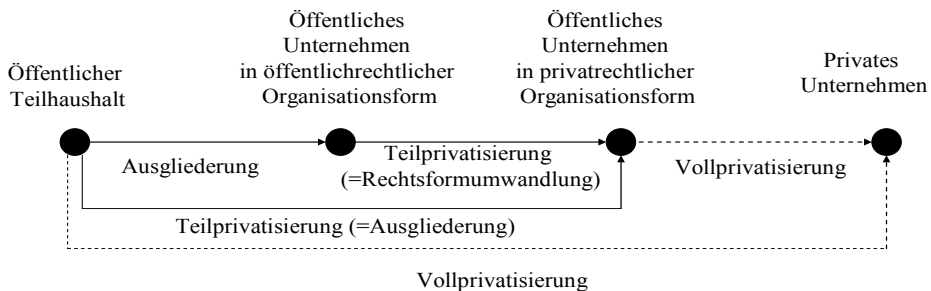 Öffentlicher
Teilhaushalt
Öffentliches
Unternehmen
in öffentlichrechtlicher
Organisationsform
Öffentliches
Unternehmen
in privatrechtlicher
Organisationsform
Privates
Unternehmen
Ausgliederung
Teilprivatisierung
(=Rechtsformumwandlung)
Vollprivatisierung
Teilprivatisierung (=Ausgliederung)
Vollprivatisierung